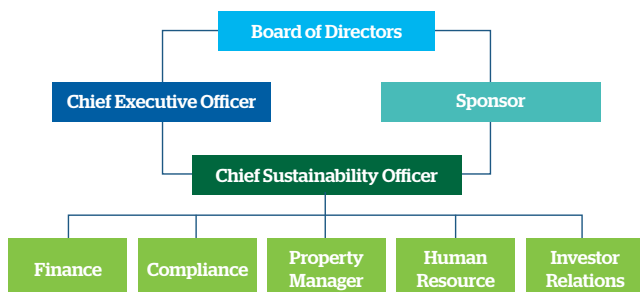 Board of Directors
Chief Executive Officer
Sponsor
Chief Sustainability Officer
Finance
Compliance
Property
Manager
Human
Resource
Investor
Relations